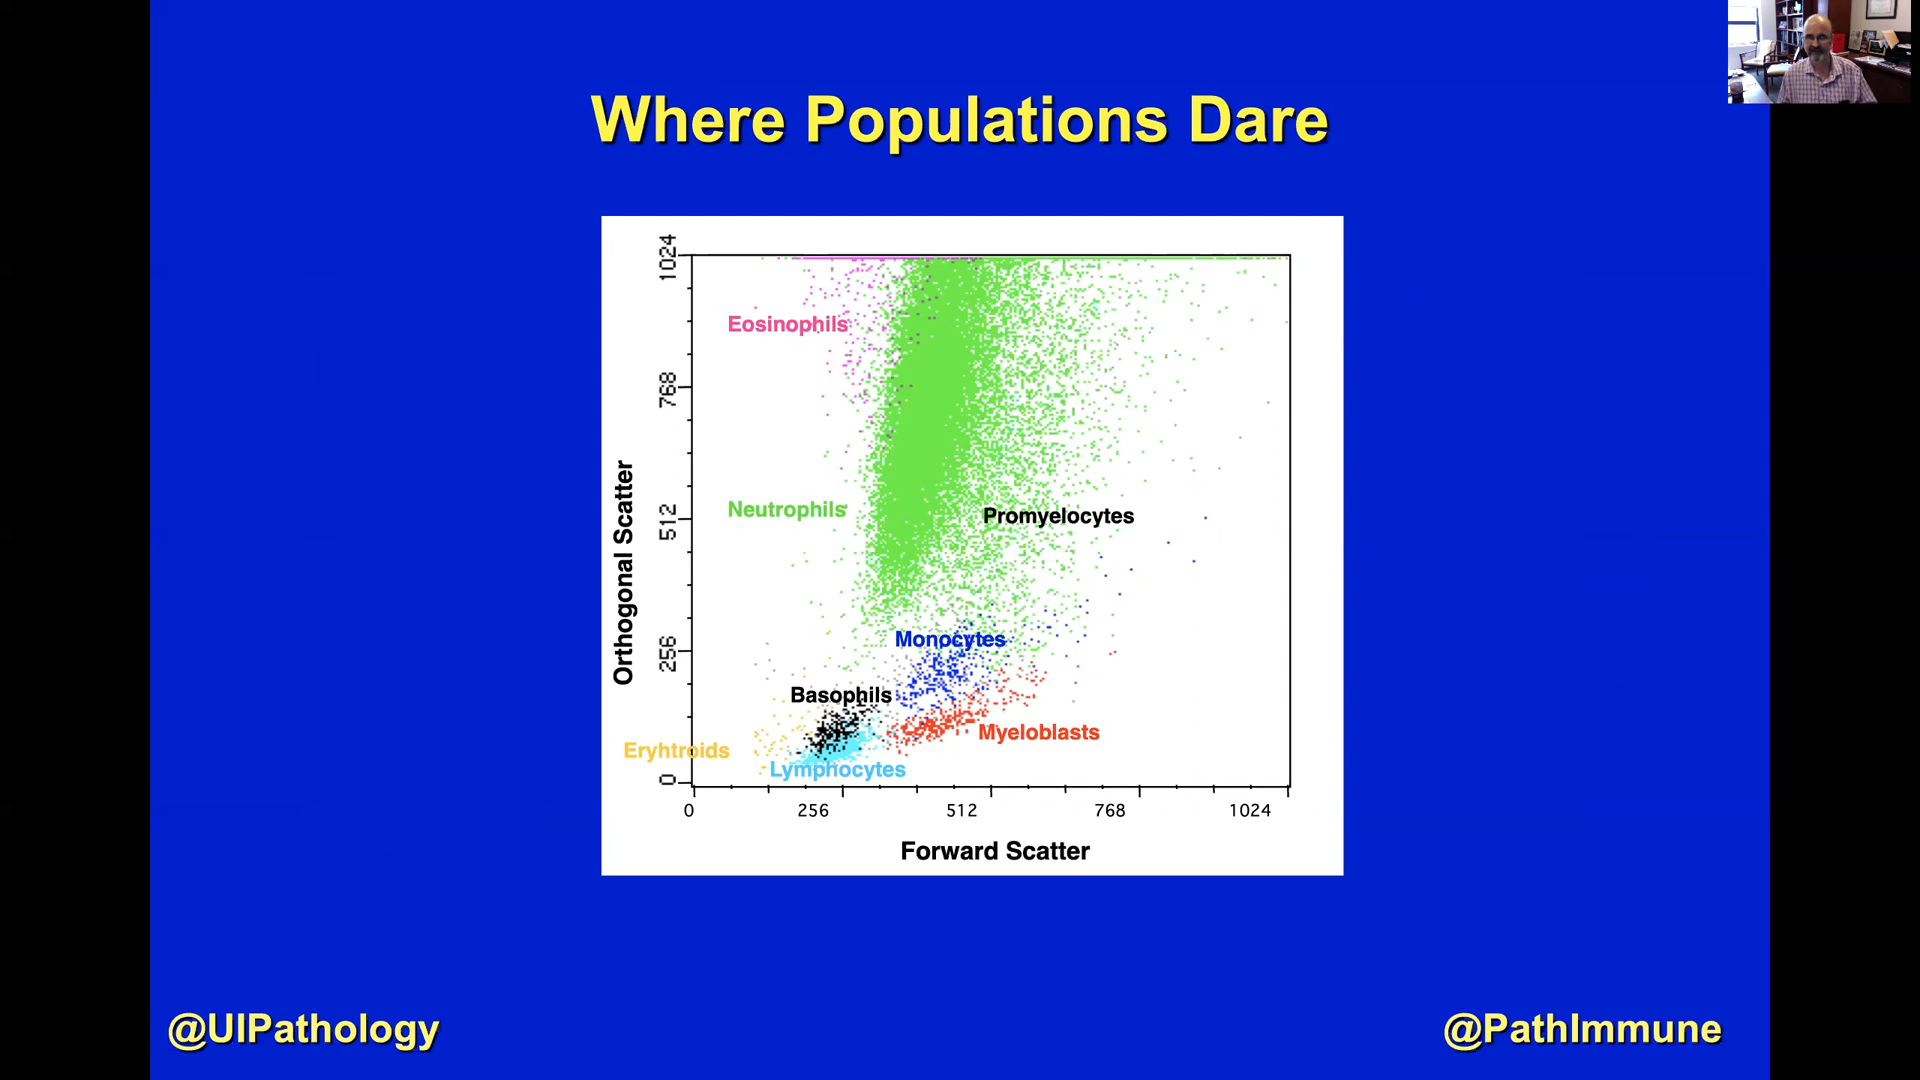 Where Populations Dare
Orthogonal Scatter
1024
768
512
256
0
Eosinophils
Neutrophils
Promyelocytes
Monocytes
Basophils
Myeloblasts
Eryhtroids
Lymphocytes
0 256 512 768 1024
Forward Scatter
@UIPathology
@PathImmune